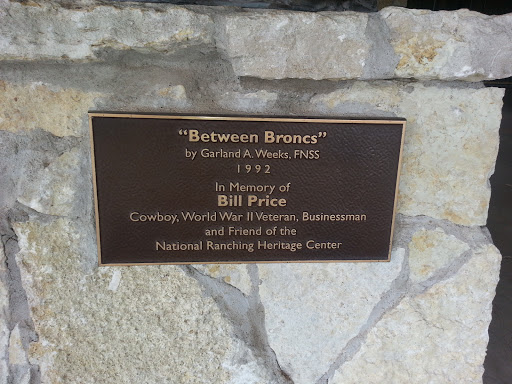 "Between Broncs"
by Garland A. Weeks, FNSS
1992
In Memory of
Bill Price
Cowboy, World War II Veteran, Businessman
and Friend of the
National Ranching Heritage Center